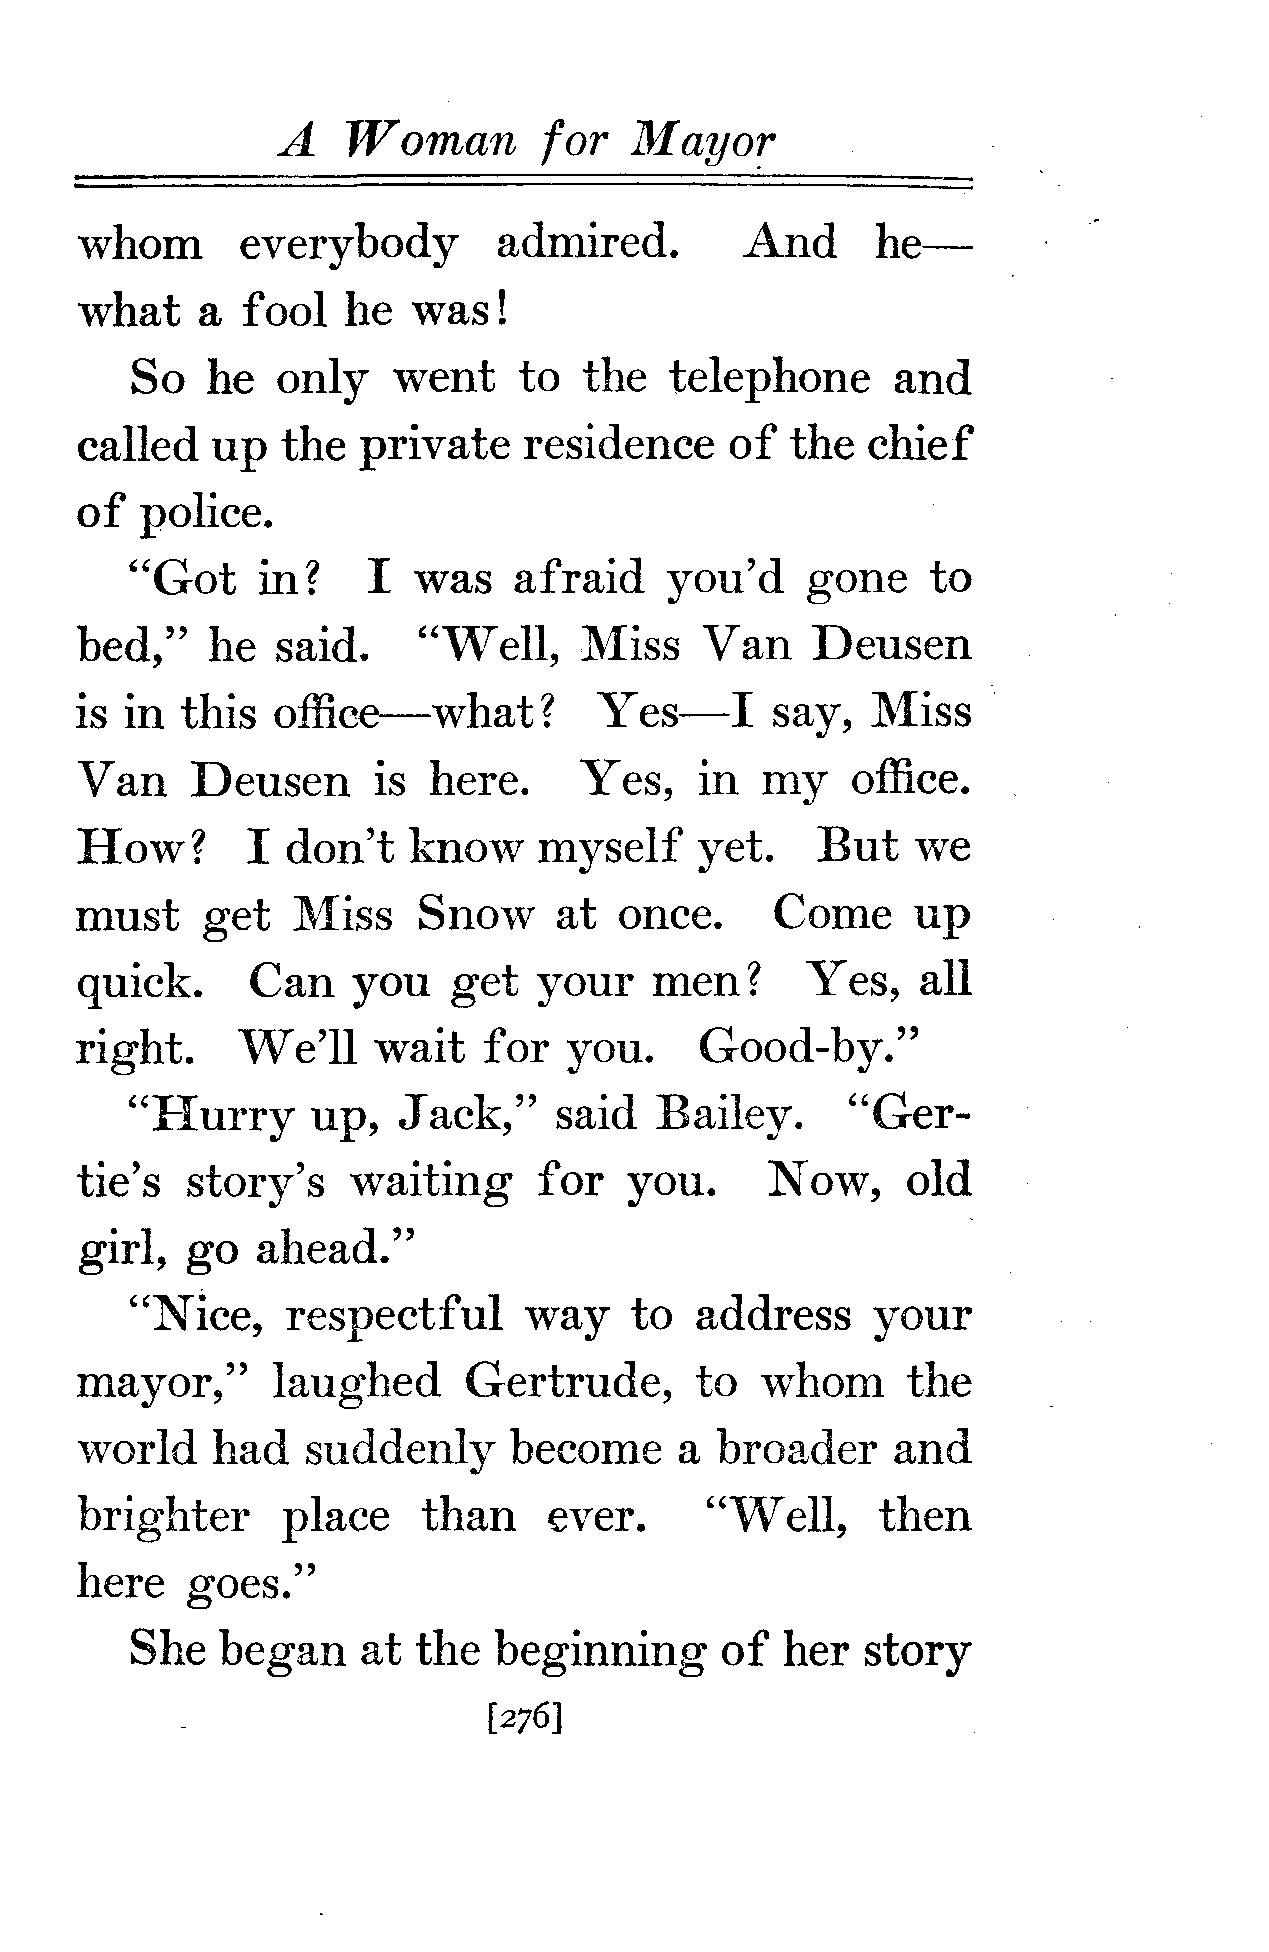 A Woman for Mayor
whom everybody admired. And he—
what a fool he was!
So he only went to the telephone and
called up the private residence of the chief
of police.
“Got in? I was afraid you’d gone to
bed,” he said. “Well, Miss Van Deusen
is in this office—what? Yes—I say, Miss
Van Deusen is here. Yes, in my office.
How? I don’t know myself yet. But we
must get Miss Snow at once. Come up
quick. Can you get your men? Yes, all
right. We’ll wait for you. Good-by.”
“Hurry up, Jack,” said Bailey. “Ger-
tie’s story’s waiting for you. Now, old
girl, go ahead.”
“Nice, respectful way to address your
mayor,” laughed Gertrude, to whom the
world had suddenly become a broader and
brighter place than ever. “Well, then
here goes.”
She began at the beginning of her story
[276]